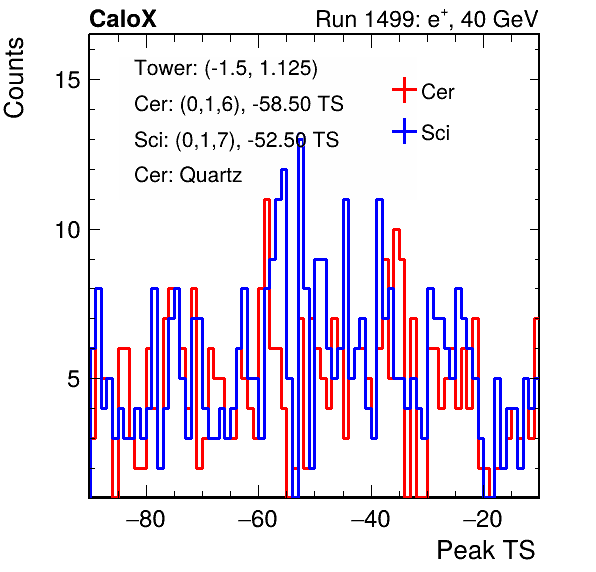 CaloX Run 1499: e⁺, 40 GeV
Counts
Tower: (-1.5, 1.125)
Cer: (0,1,6), -58.50 TS
Sci: (0,1,7), -52.50 TS
Cer: Quartz
Cer
Sci
15
10
5
−80 −60 −40 −20
Peak TS